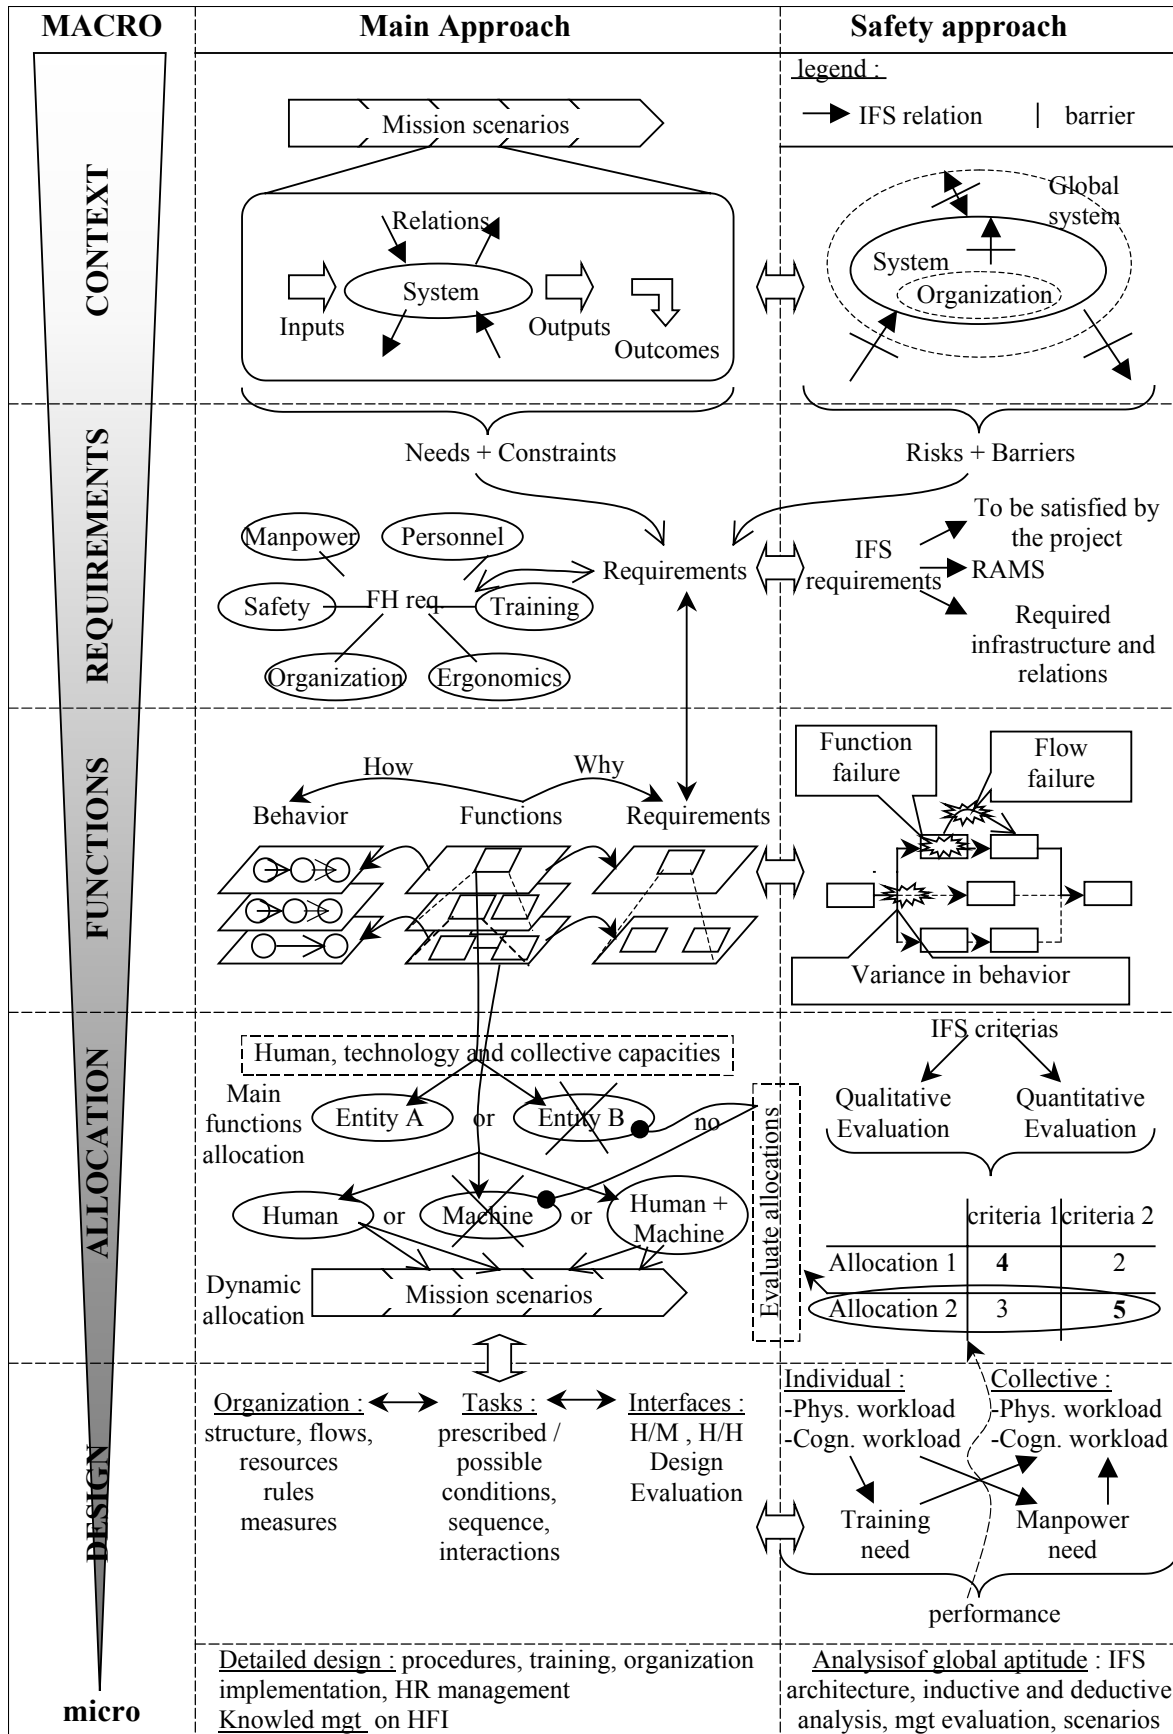 MACRO
Main Approach
Safety approach
legend :
IFS relation
barrier
CONTEXT
Mission scenarios
Relations
System
Inputs
Outputs
Outcomes
Global
system
System
Organization
REQUIREMENTS
Needs + Constraints
Risks + Barriers
Manpower
Personnel
Safety
FH req.
Training
Organization
Ergonomics
Requirements
IFS
requirements
To be satisfied by
the project
RAMS
Required
infrastructure and
relations
FUNCTIONS
How
Why
Behavior
Functions
Requirements
Function
failure
Flow
failure
Variance in behavior
ALLOCATION
Human, technology and collective capacities
Main
functions
allocation
Entity A
or
Entity B
no
Human
or
Machine
or
Human +
Machine
Dynamic
allocation
Mission scenarios
Evaluate allocations
IFS criterias
Qualitative
Evaluation
Quantitative
Evaluation
criteria 1
criteria 2
Allocation 1
4
2
Allocation 2
3
5
DESIGN
Organization :
structure, flows,
resources
rules
measures
Tasks :
prescribed /
possible
conditions,
sequence,
interactions
Interfaces :
H/M , H/H
Design
Evaluation
Individual :
-Phys. workload
-Cogn. workload
Collective :
-Phys. workload
-Cogn. workload
Training
need
Manpower
need
performance
micro
Detailed design : procedures, training, organization
implementation, HR management
Knowled mgt on HFI
Analysisof global aptitude : IFS
architecture, inductive and deductive
analysis, mgt evaluation, scenarios